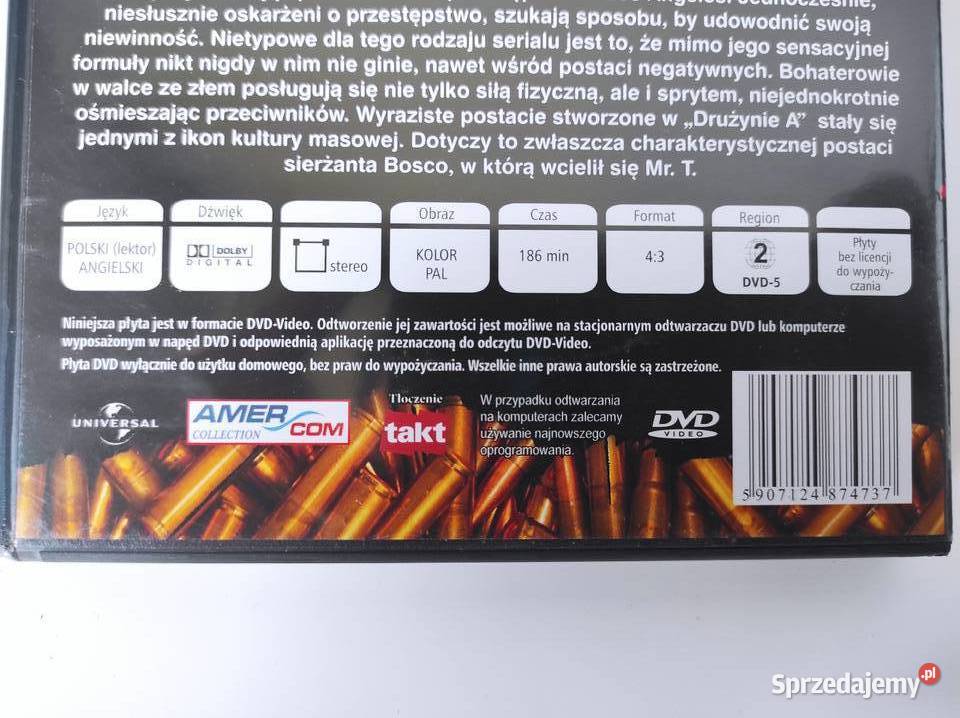 niesłusznie oskarżeni o przestępstwo, szukają sposobu, by udowodnić swoją
niewinność. Nietypowe dla tego rodzaju serialu jest to, że mimo jego sensacyjnej
formuły nikt nigdy w nim nie ginie, nawet wśród postaci negatywnych. Bohaterowie
w walce ze złem posługują się nie tylko siłą fizyczną, ale i sprytem, niejednokrotnie
ośmieszając przeciwników. Wyraziste postacie stworzone w „Drużynie A” stały się
jednymi z ikon kultury masowej. Dotyczy to zwłaszcza charakterystycznej postaci
sierżanta Bosco, w którą wcielił się Mr. T.
Język
POLSKI (lektor)
ANGIELSKI
Dźwięk
DOLBY
DIGITAL
stereo
Obraz
KOLOR
PAL
Czas
186 min
Format
4:3
Region
2
DVD-5
Płyty
bez licencji
do wypoży-
czania
Niniejsza płyta jest w formacie DVD-Video. Odtworzenie jej zawartości jest możliwe na stacjonarnym odtwarzaczu DVD lub komputerze
wyposażonym w napęd DVD i odpowiednią aplikację przeznaczoną do odczytu DVD-Video.
Płyta DVD wyłącznie do użytku domowego, bez praw do wypożyczania. Wszelkie inne prawa autorskie są zastrzeżone.
UNIVERSAL
AMER
COM
COLLECTION
Tłoczenie
takt
W przypadku odtwarzania
na komputerach zalecamy
używanie najnowszego
oprogramowania.
DVD
VIDEO
5 907124 874737
Sprzedajemy.pl